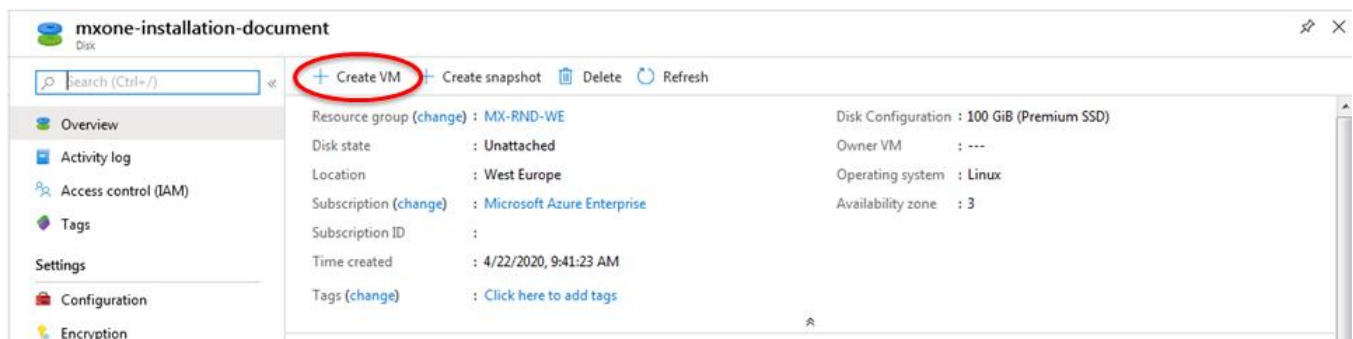 mxone-installation-document
Disk
Search (Ctrl+/)
«
+ Create VM + Create snapshot Delete Refresh
Overview
Activity log
Access control (IAM)
Tags
Settings
Configuration
Encryption
Resource group (change) : MX-RND-WE
Disk state : Unattached
Location : West Europe
Subscription (change) : Microsoft Azure Enterprise
Subscription ID :
Time created : 4/22/2020, 9:41:23 AM
Tags (change) : Click here to add tags
Disk Configuration : 100 GiB (Premium SSD)
Owner VM : ---
Operating system : Linux
Availability zone : 3